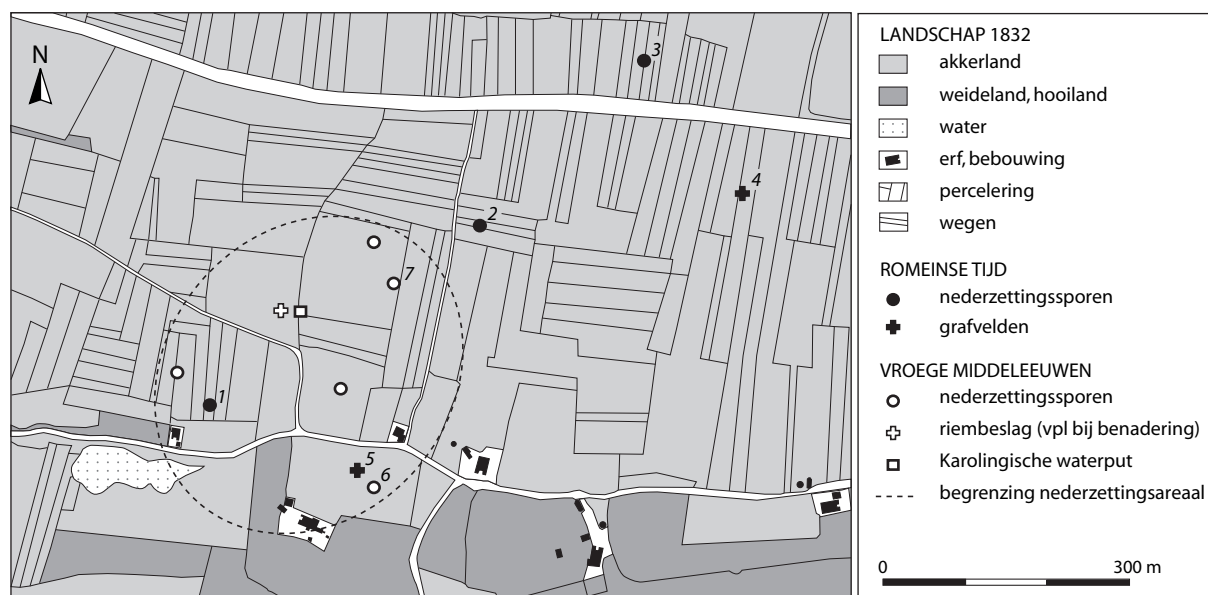 N
3
4
2
7
1
5
6
LANDSCHAP 1832
akkerland
weideland, hooiland
water
erf, bebouwing
percelering
wegen
ROMEINSE TIJD
nederzettingssporen
grafvelden
VROEGE MIDDELEEUWEN
nederzettingssporen
riembeslag (vpl bij benadering)
Karolingische waterput
begrenzing nederzettingsareaal
0 300 m